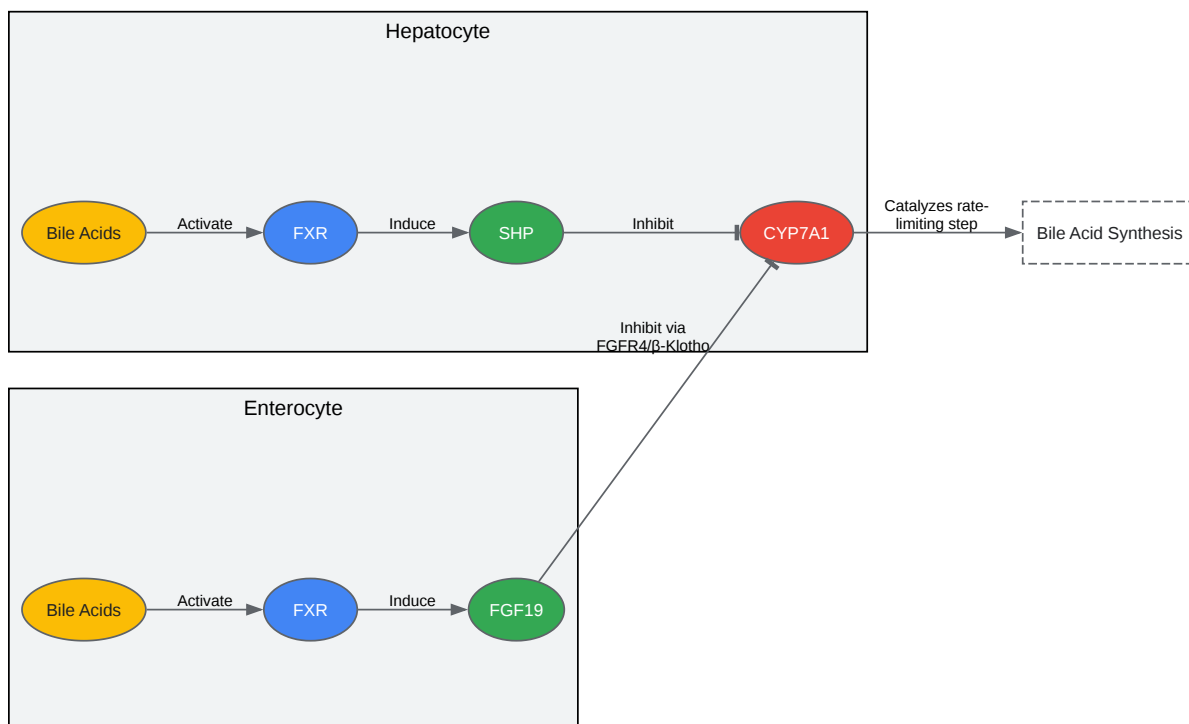 Hepatocyte
Bile Acids
Activate
FXR
Induce
SHP
Inhibit
CYP7A1
Catalyzes rate-
limiting step
Bile Acid Synthesis
Inhibit via
FGFR4/β-Klotho
Enterocyte
Bile Acids
Activate
FXR
Induce
FGF19